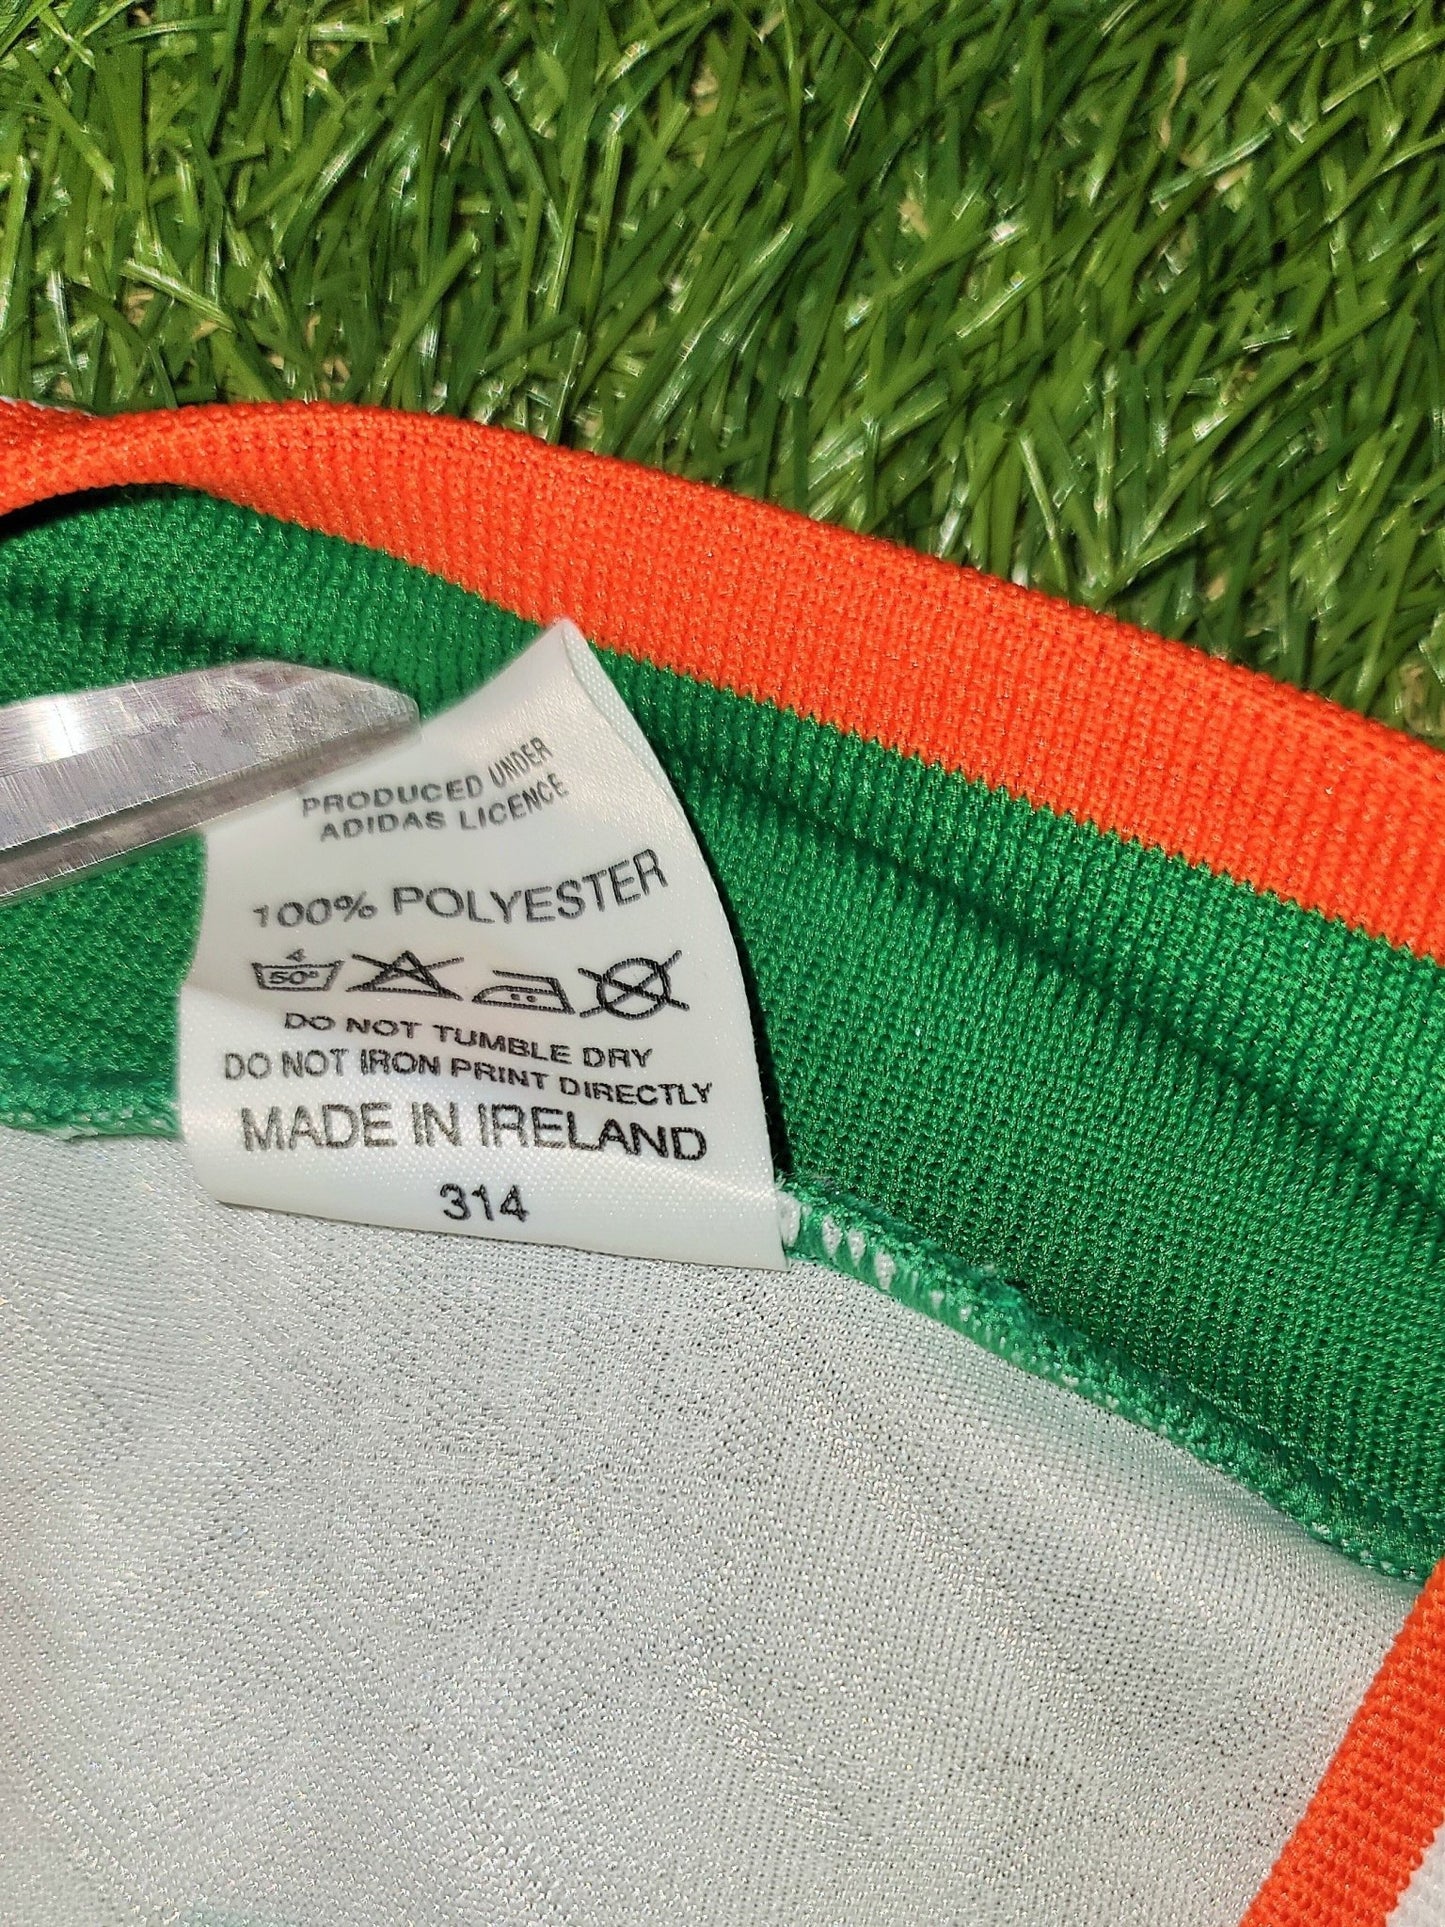 PRODUCED UNDER
ADIDAS LICENCE
100% POLYESTER
4
50°
DO NOT TUMBLE DRY
DO NOT IRON PRINT DIRECTLY
MADE IN IRELAND
314